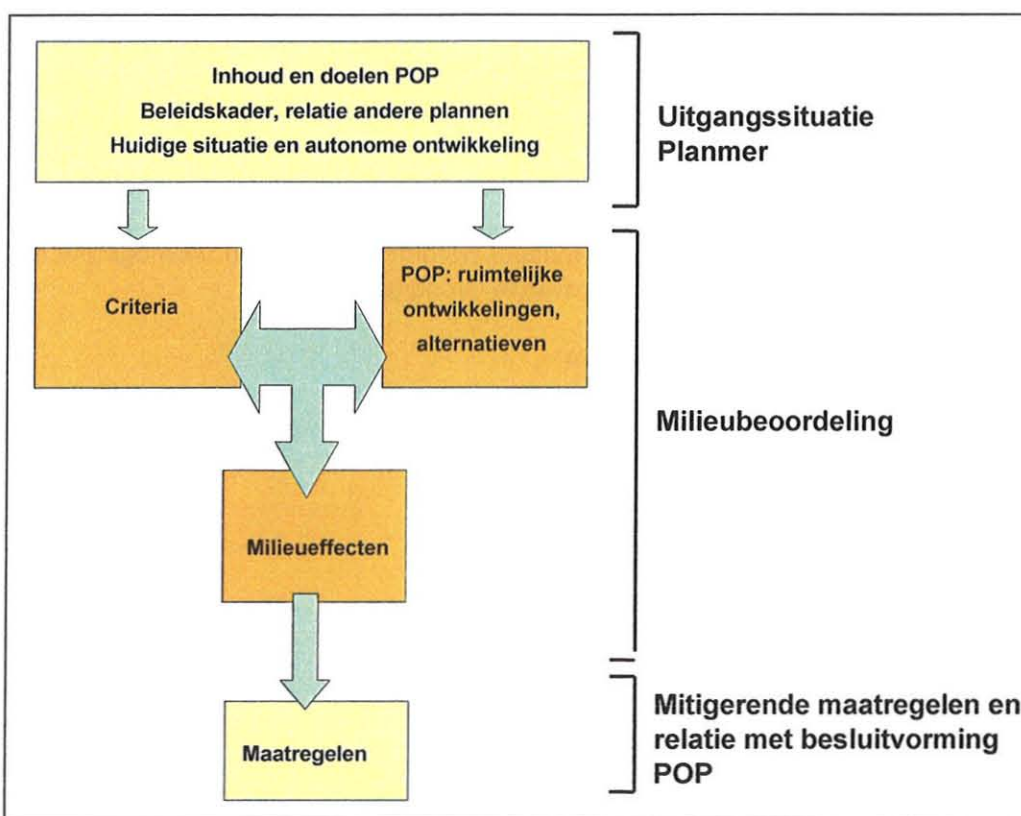 Inhoud en doelen POP
Beleidskader, relatie andere plannen
Huidige situatie en autonome ontwikkeling
Uitgangssituatie
Planmer
Criteria
POP: ruimtelijke
ontwikkelingen,
alternatieven
Milieubeoordeling
Milieueffecten
Maatregelen
Mitigerende maatregelen en
relatie met besluitvorming
POP